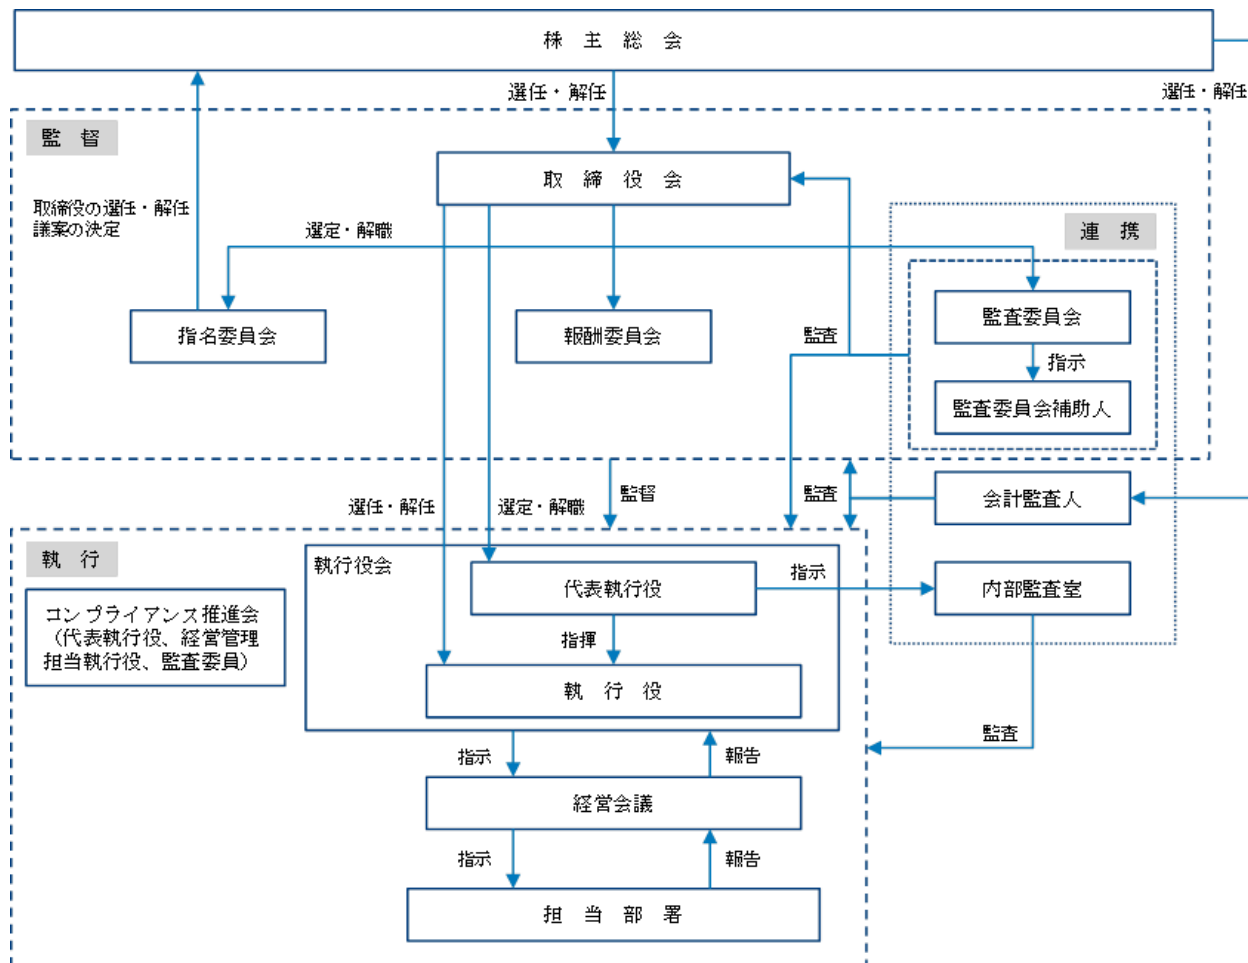 株主総会
選任・解任
選任・解任
監督
取締役会
取締役の選任・解任
議案の決定
選定・解職
連携
指名委員会
報酬委員会
監査
監査委員会
指示
監査委員会補助人
選任・解任
選定・解職
監督
監査
会計監査人
執行
執行役会
代表執行役
指示
内部監査室
コンプライアンス推進会
（代表執行役、経営管理
担当執行役、監査委員）
指揮
執行役
監査
指示
報告
経営会議
指示
報告
担当部署